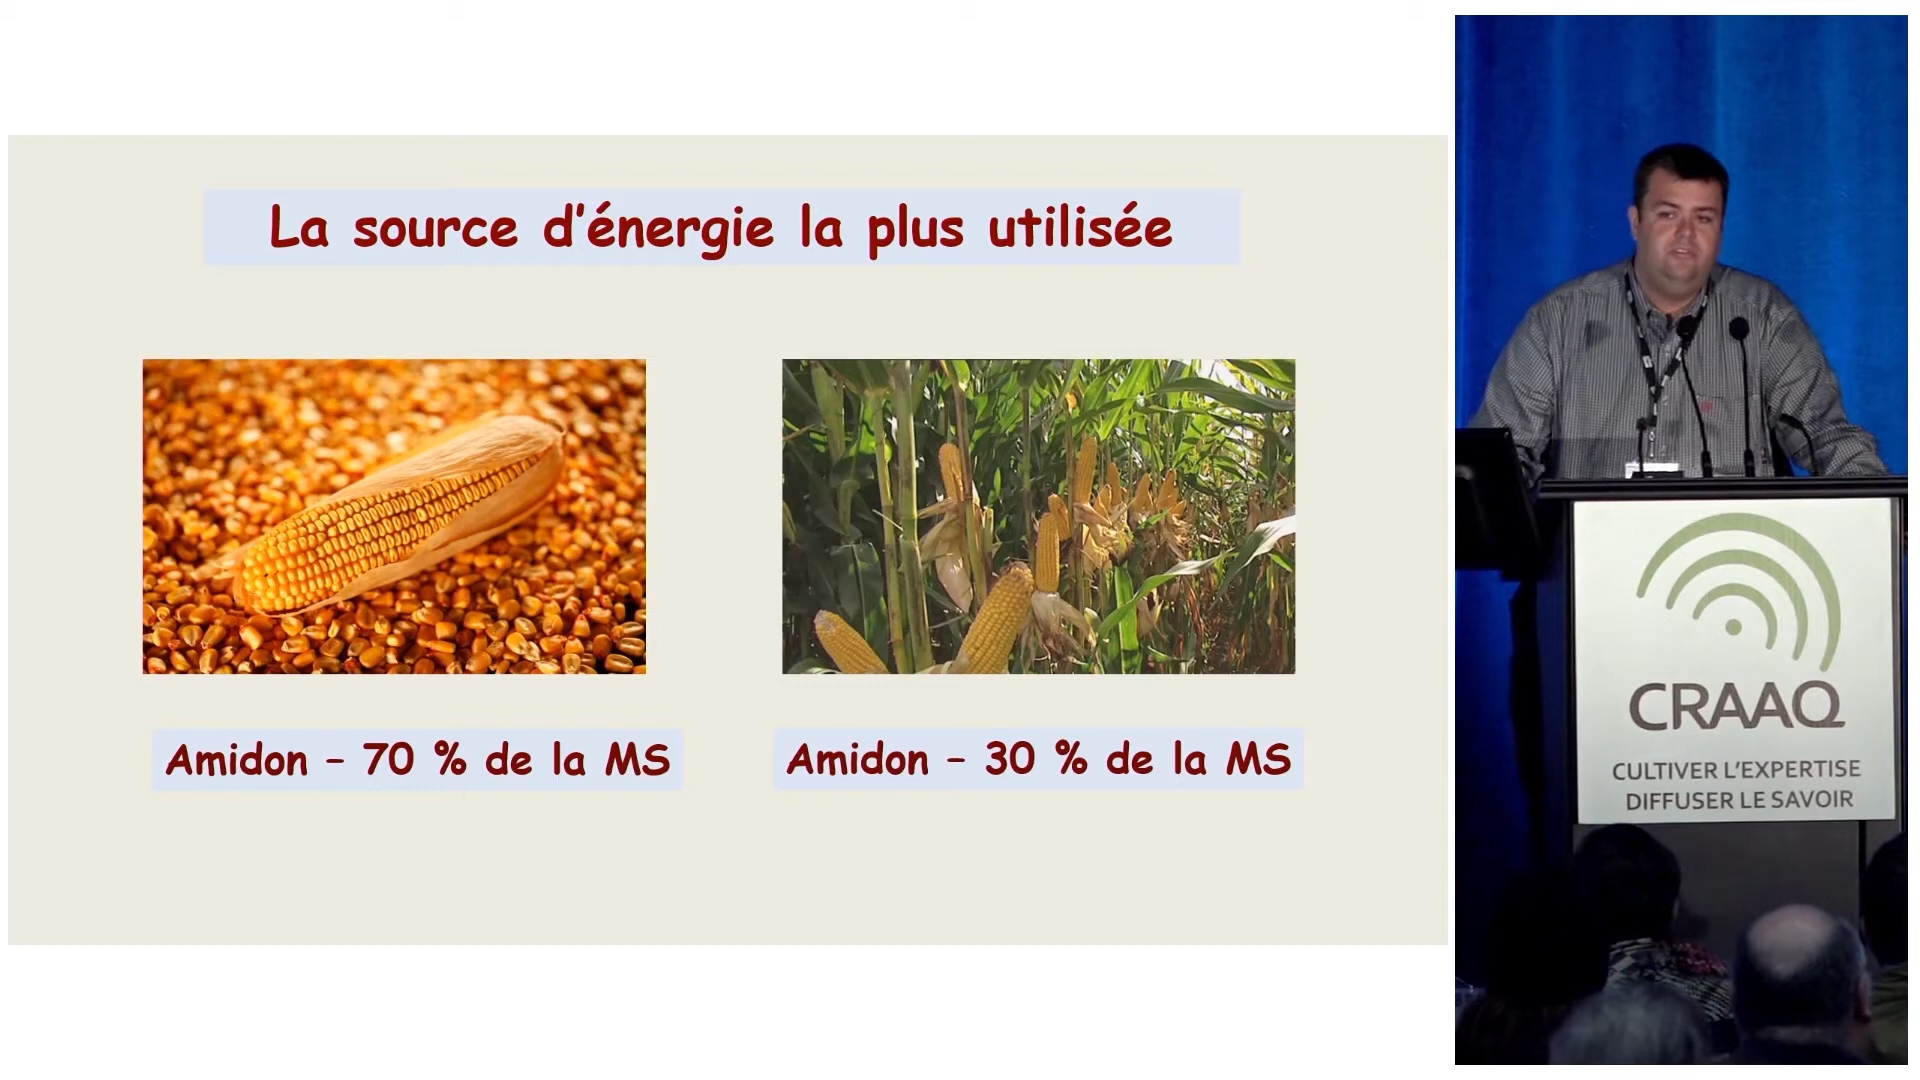 La source d'énergie la plus utilisée
Amidon - 70 % de la MS
Amidon - 30 % de la MS
CRAAQ
CULTIVER L'EXPERTISE
DIFFUSER LE SAVOIR